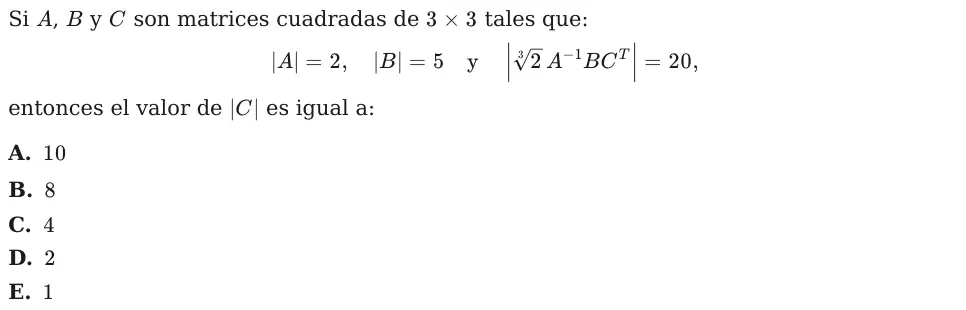 Si A, B y C son matrices cuadradas de 3 × 3 tales que:
|A| = 2, |B| = 5 y |∛2 A⁻¹BCᵀ| = 20,
entonces el valor de |C| es igual a:
A. 10
B. 8
C. 4
D. 2
E. 1